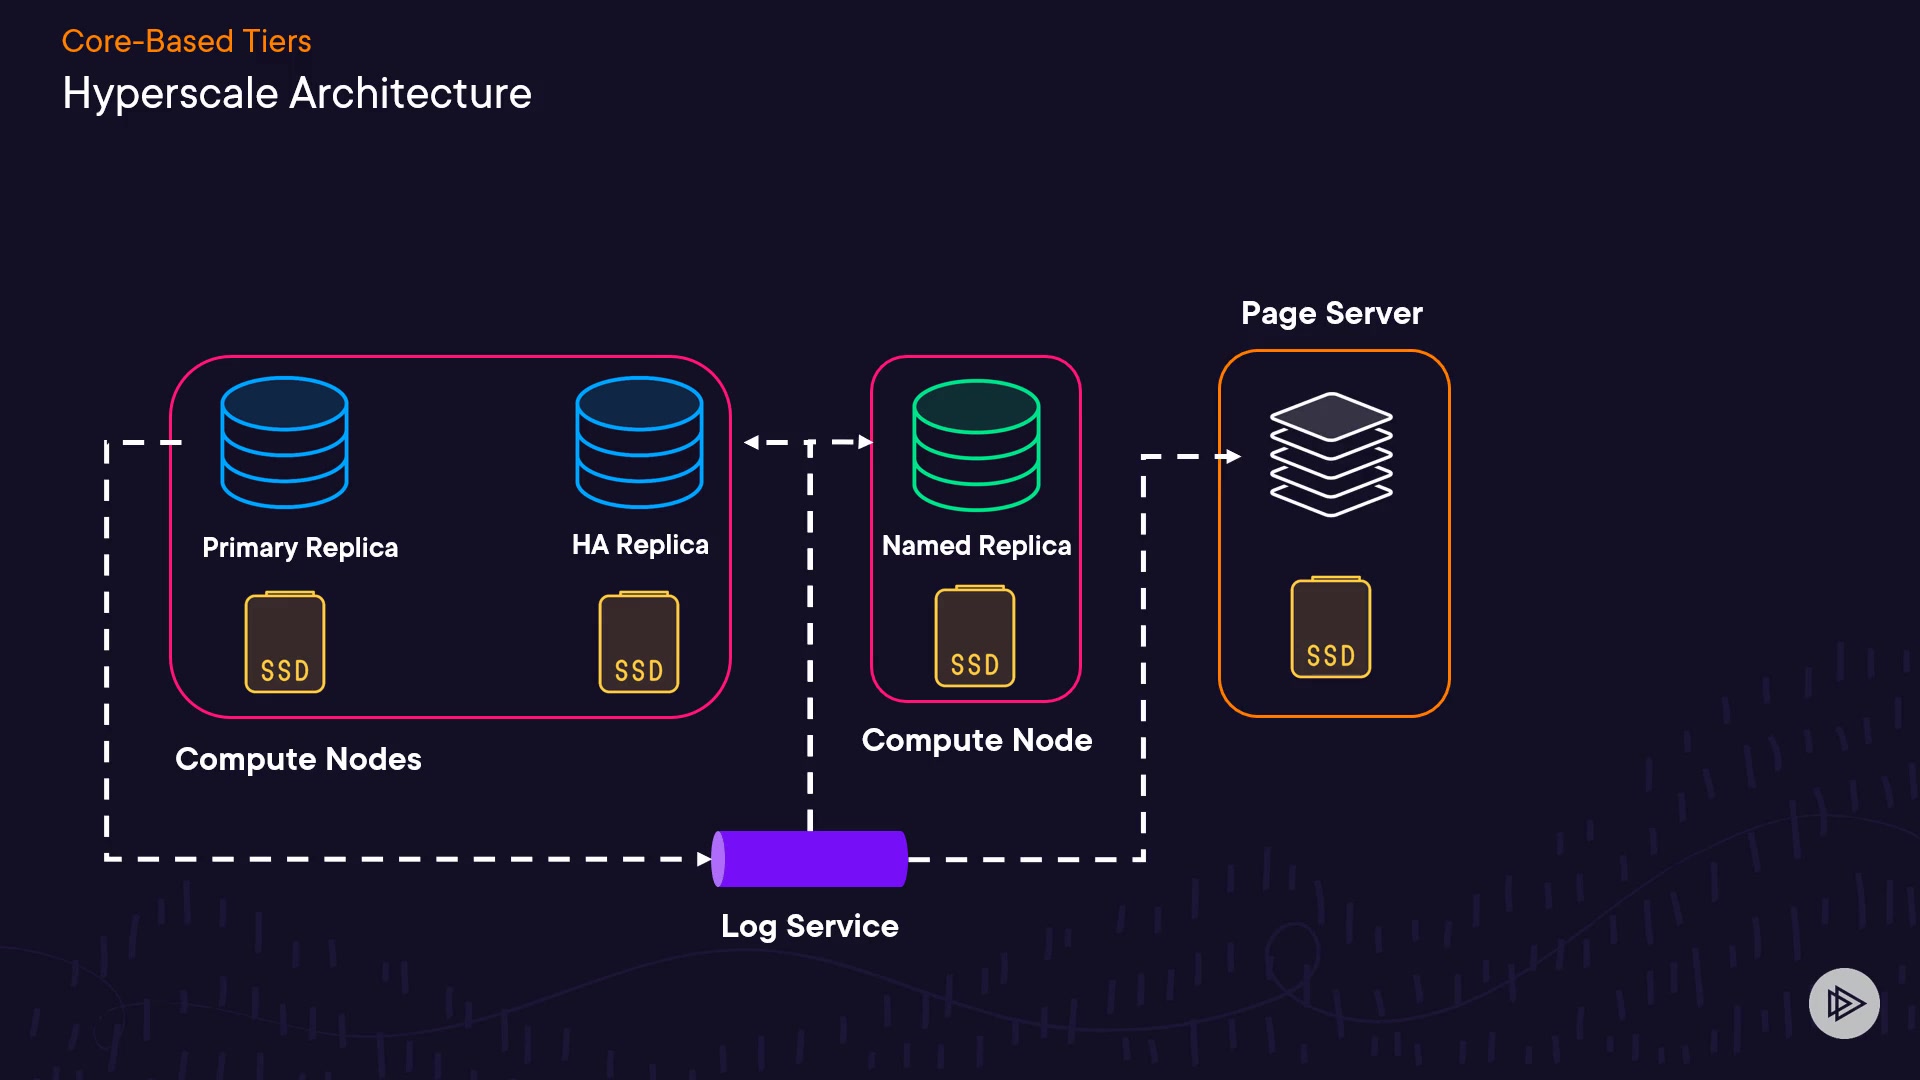 Core-Based Tiers
Hyperscale Architecture
Page Server
Primary Replica
HA Replica
Named Replica
SSD
SSD
SSD
SSD
Compute Nodes
Compute Node
Log Service